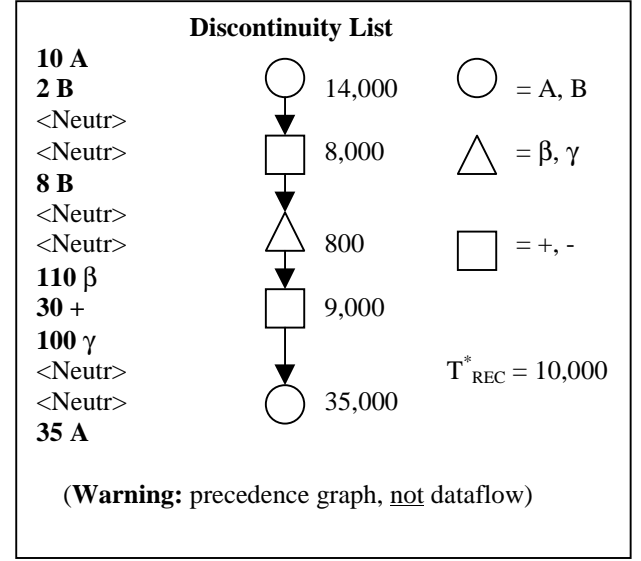 Discontinuity List
10 A
2 B
<Neutr>
<Neutr>
8 B
<Neutr>
<Neutr>
110 β
30 +
100 γ
<Neutr>
<Neutr>
35 A
14,000
8,000
800
9,000
35,000
= A, B
= β, γ
= +, -
T*REC = 10,000
(Warning: precedence graph, not dataflow)